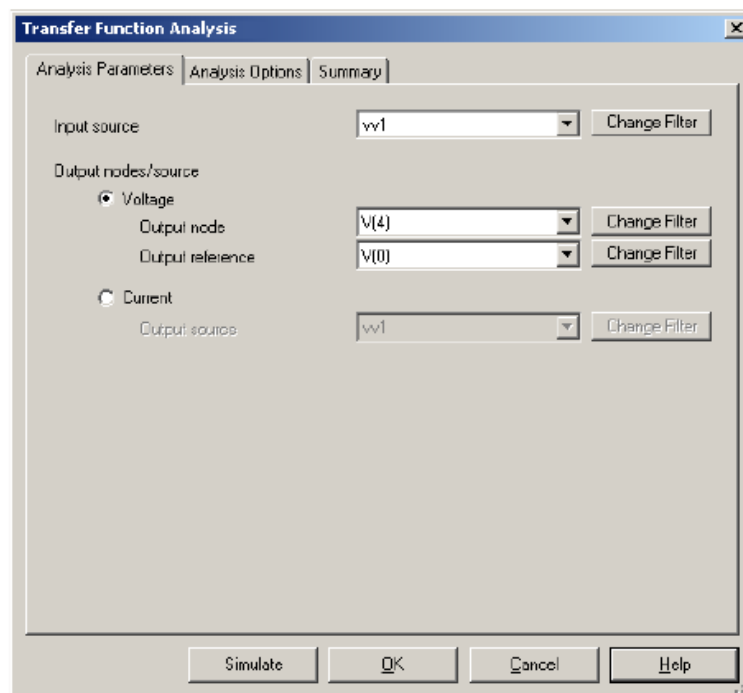 Transfer Function Analysis
Analysis Parameters Analysis Options Summary
Input source vv1 Change Filter
Output nodes/source
Voltage
Output node V(4) Change Filter
Output reference V(0) Change Filter
Current
Output source vv1 Change Filter
Simulate OK Cancel Help